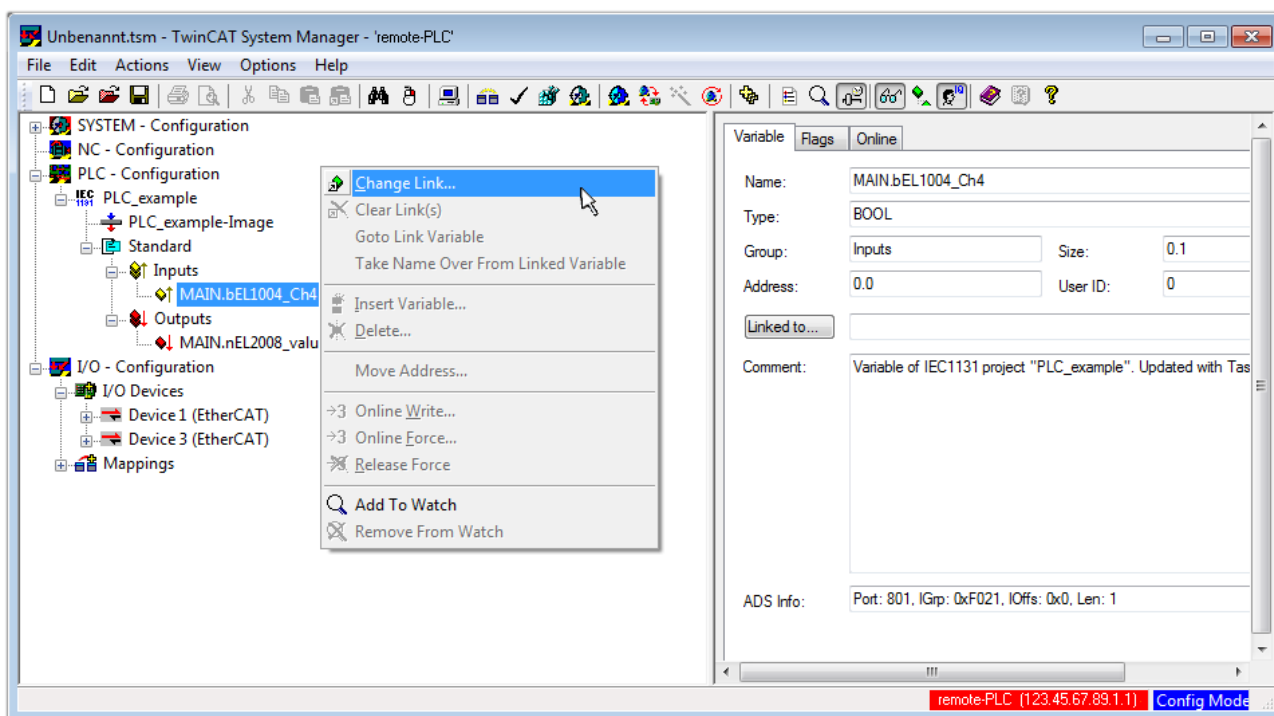 Unbenannt.tsm - TwinCAT System Manager - 'remote-PLC'
File Edit Actions View Options Help
SYSTEM - Configuration
NC - Configuration
PLC - Configuration
IEC
1131
PLC_example
PLC_example-Image
Standard
Inputs
MAIN.bEL1004_Ch4
Outputs
MAIN.nEL2008_valu
I/O - Configuration
I/O Devices
Device 1 (EtherCAT)
Device 3 (EtherCAT)
Mappings
Change Link...
Clear Link(s)
Goto Link Variable
Take Name Over From Linked Variable
Insert Variable...
Delete...
Move Address...
Online Write...
Online Force...
Release Force
Add To Watch
Remove From Watch
Variable Flags Online
Name: MAIN.bEL1004_Ch4
Type: BOOL
Group: Inputs Size: 0.1
Address: 0.0 User ID: 0
Linked to...
Comment: Variable of IEC1131 project "PLC_example". Updated with Tas
ADS Info: Port: 801, IGrp: 0xF021, IOffs: 0x0, Len: 1
remote-PLC (123.45.67.89.1.1) Config Mode